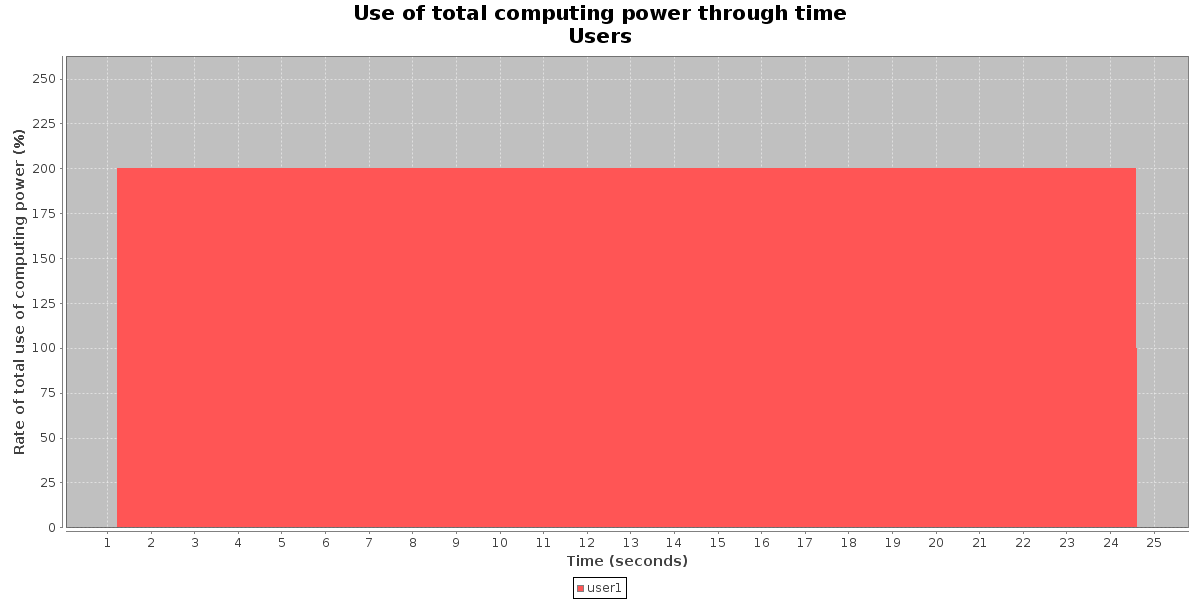 Use of total computing power through time
Users
Rate of total use of computing power (%)
250
225
200
175
150
125
100
75
50
25
0
1 2 3 4 5 6 7 8 9 10 11 12 13 14 15 16 17 18 19 20 21 22 23 24 25
Time (seconds)
user1